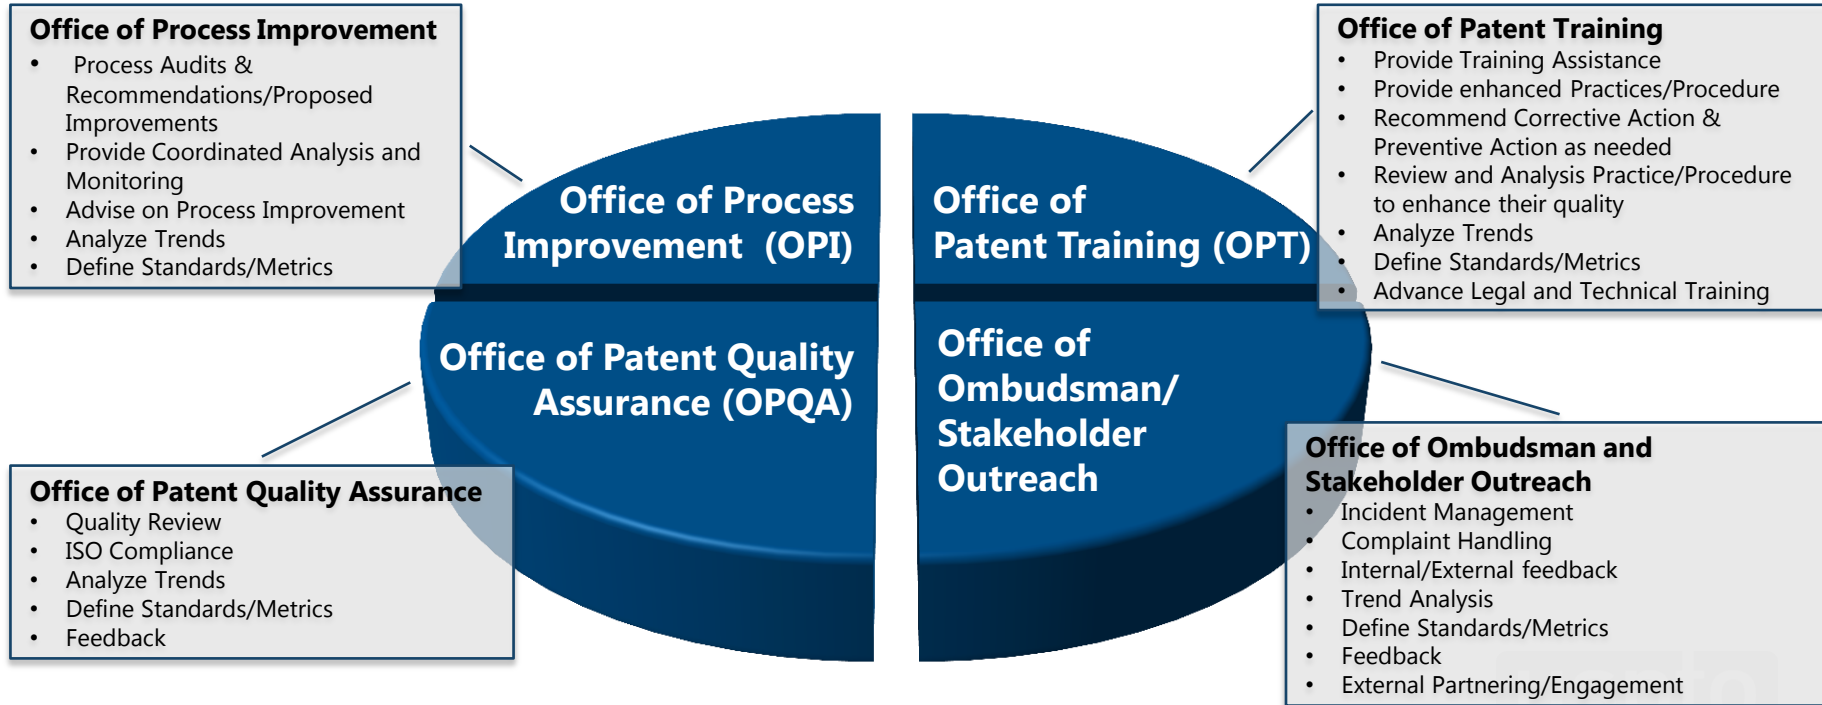 Office of Process Improvement
• Process Audits &
Recommendations/Proposed
Improvements
• Provide Coordinated Analysis and
Monitoring
• Advise on Process Improvement
• Analyze Trends
• Define Standards/Metrics
Office of Patent Training
• Provide Training Assistance
• Provide enhanced Practices/Procedure
• Recommend Corrective Action &
Preventive Action as needed
• Review and Analysis Practice/Procedure
to enhance their quality
• Analyze Trends
• Define Standards/Metrics
• Advance Legal and Technical Training
Office of Process
Improvement (OPI)
Office of
Patent Training (OPT)
Office of Patent Quality
Assurance (OPQA)
Office of
Ombudsman/
Stakeholder
Outreach
Office of Patent Quality Assurance
• Quality Review
• ISO Compliance
• Analyze Trends
• Define Standards/Metrics
• Feedback
Office of Ombudsman and
Stakeholder Outreach
• Incident Management
• Complaint Handling
• Internal/External feedback
• Trend Analysis
• Define Standards/Metrics
• Feedback
• External Partnering/Engagement